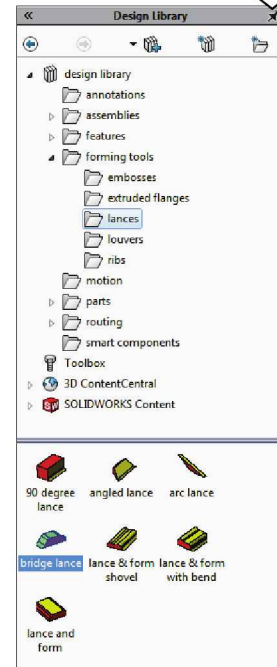 Design Library
design library
annotations
assemblies
features
forming tools
embosses
extruded flanges
lances
louvers
ribs
motion
parts
routing
smart components
Toolbox
3D ContentCentral
SOLIDWORKS Content
90 degree lance
angled lance
arc lance
bridge lance
lance & form shovel
lance & form with bend
lance and form